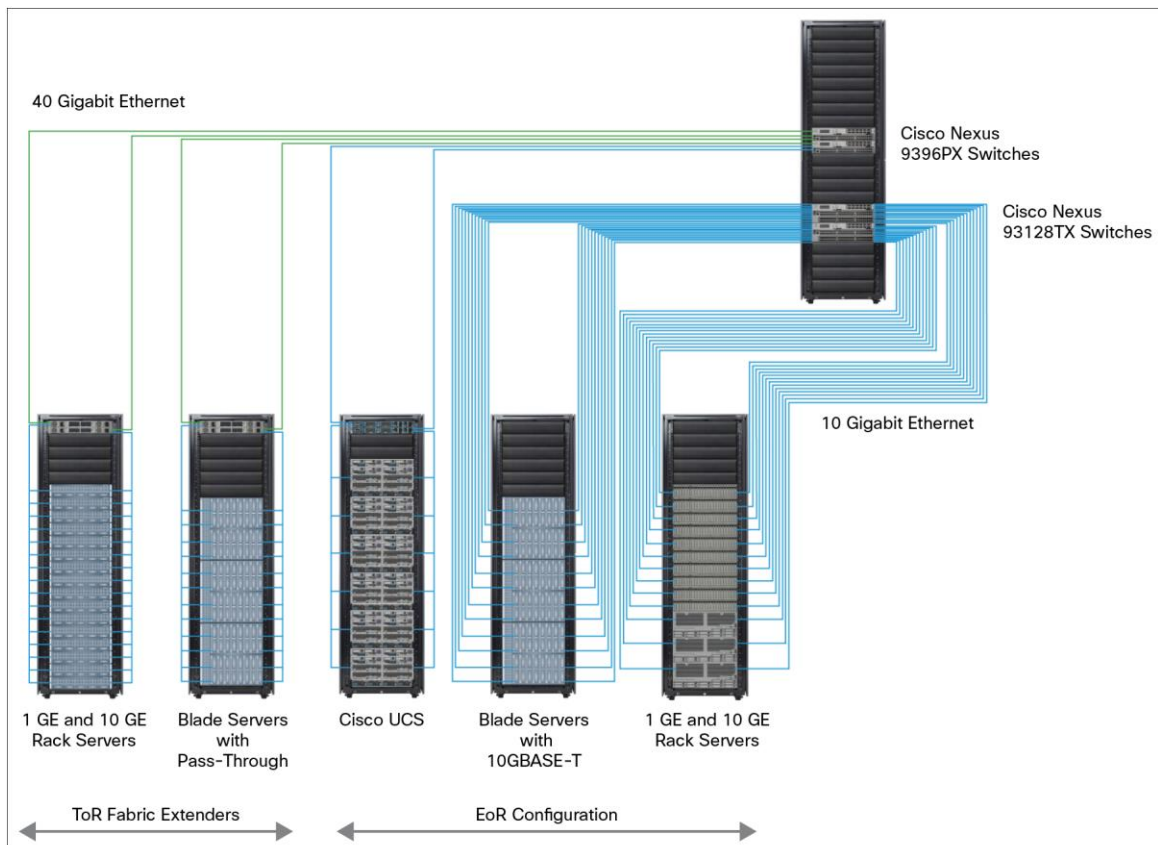 40 Gigabit Ethernet
Cisco Nexus
9396PX Switches
Cisco Nexus
93128TX Switches
10 Gigabit Ethernet
1 GE and 10 GE
Rack Servers
Blade Servers
with
Pass-Through
Cisco UCS
Blade Servers
with
10GBASE-T
1 GE and 10 GE
Rack Servers
ToR Fabric Extenders
EoR Configuration